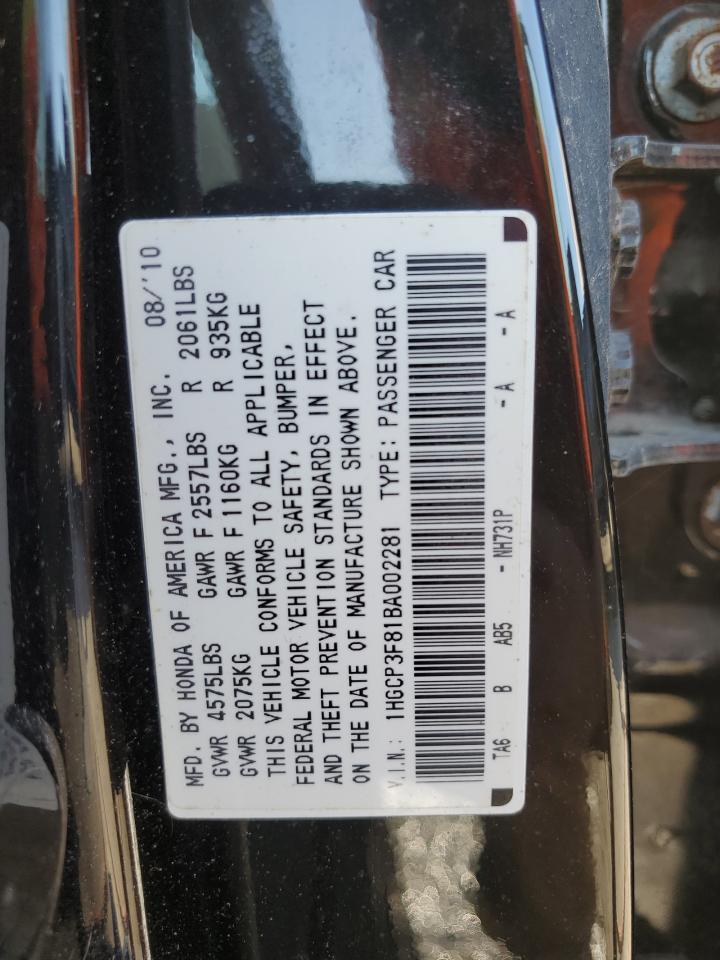 MFD. BY HONDA OF AMERICA MFG., INC. 08/'10
GVWR 4575LBS GAWR F 2557LBS R 2061LBS
GVWR 2075KG GAWR F 1160KG R 935KG
THIS VEHICLE CONFORMS TO ALL APPLICABLE
FEDERAL MOTOR VEHICLE SAFETY, BUMPER,
AND THEFT PREVENTION STANDARDS IN EFFECT
ON THE DATE OF MANUFACTURE SHOWN ABOVE.
V.I.N.: 1HGCP3F81BA002281 TYPE: PASSENGER CAR
TA6 B AB5 - NH731P - A - A